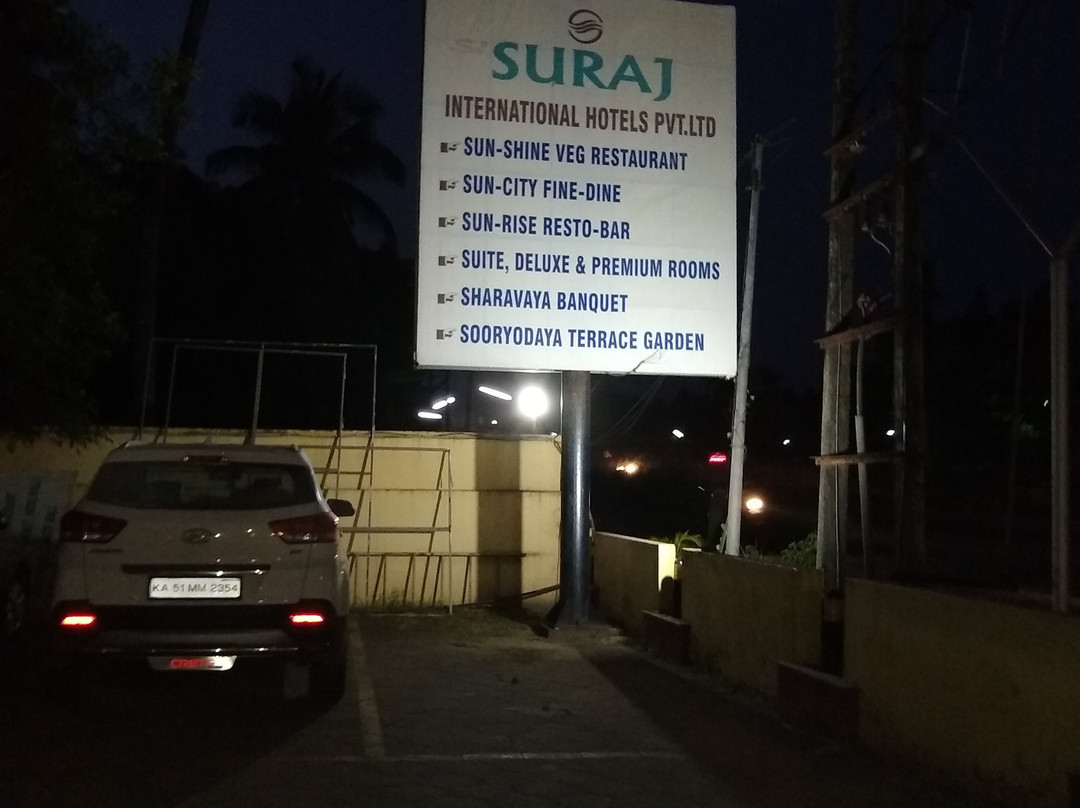 SURAJ
INTERNATIONAL HOTELS PVT.LTD
SUN-SHINE VEG RESTAURANT
SUN-CITY FINE-DINE
SUN-RISE RESTO-BAR
SUITE, DELUXE & PREMIUM ROOMS
SHARAVAYA BANQUET
SOORYODAYA TERRACE GARDEN
KA 51 MM 2354